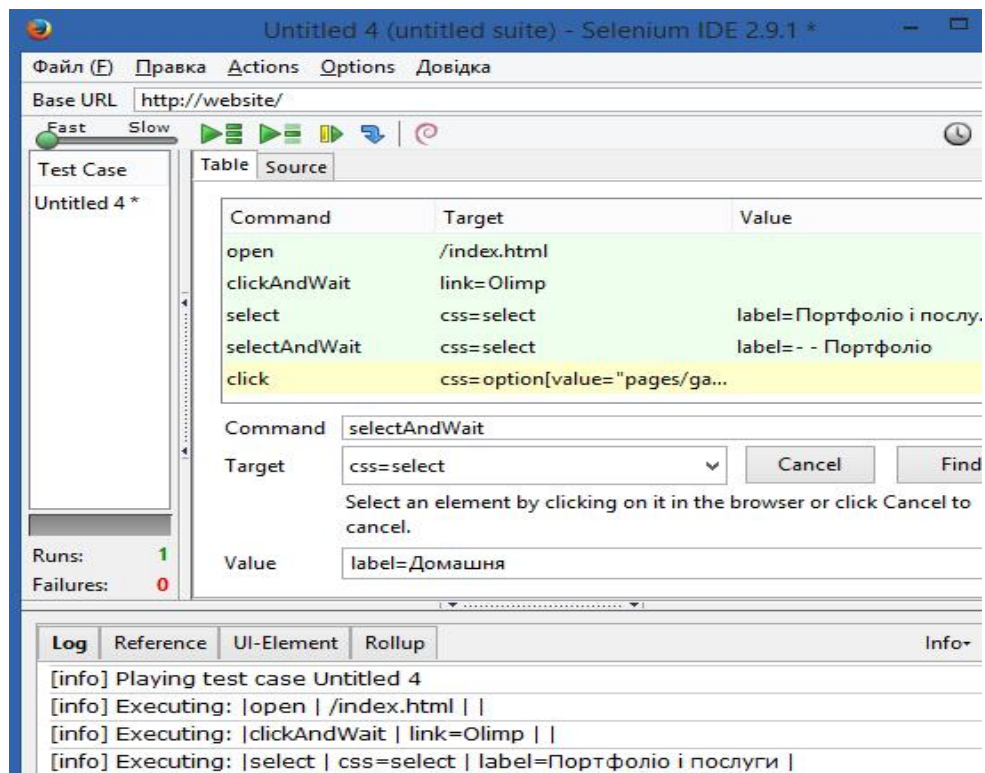 Untitled 4 (untitled suite) - Selenium IDE 2.9.1 *
Файл (F) Правка Actions Options Довідка
Base URL http://website/
Fast Slow
Test Case
Untitled 4 *
Table Source
Command Target Value
open /index.html
clickAndWait link=Olimp
select css=select label=Портфоліо і послу...
selectAndWait css=select label=- - Портфоліо
click css=option[value="pages/ga...
Command selectAndWait
Target css=select Cancel Find
Select an element by clicking on it in the browser or click Cancel to
cancel.
Value label=Домашня
Runs: 1
Failures: 0
Log Reference UI-Element Rollup Info
[info] Playing test case Untitled 4
[info] Executing: |open | /index.html | |
[info] Executing: |clickAndWait | link=Olimp | |
[info] Executing: |select | css=select | label=Портфоліо і послуги |